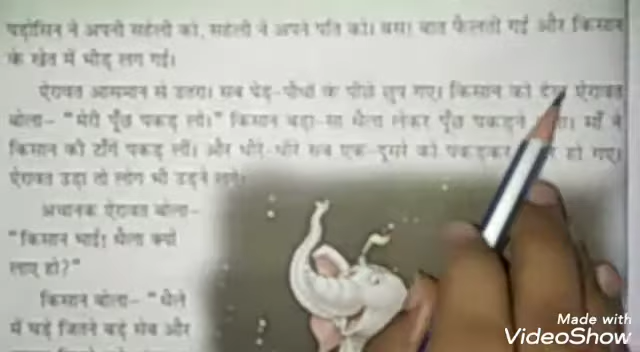 पड़ोसिन ने अपनी सहेली को, सहेली ने अपने पति को। बस! बात फैलती गई और किसान
के खेत में भीड़ लग गई।
ऐरावत आसमान से उतरा। सब पेड़-पौधों के पीछे छुप गए। किसान को ऐरावत
बोला- "मेरी पूँछ पकड़ लो।" किसान बड़ा-सा थैला लेकर पूँछ पकड़ने माँ ने
किसान की टाँगें पकड़ लीं। और धीरे-धीरे सब एक-दूसरे को पकड़कर हो गए।
ऐरावत उड़ा तो लोग भी उड़ने लगे।
अचानक ऐरावत बोला-
"किसान भाई! थैला क्यों
लाए हो?"
किसान बोला- "थैले
में घड़े जितने बड़े सेब और
Made with
VideoShow